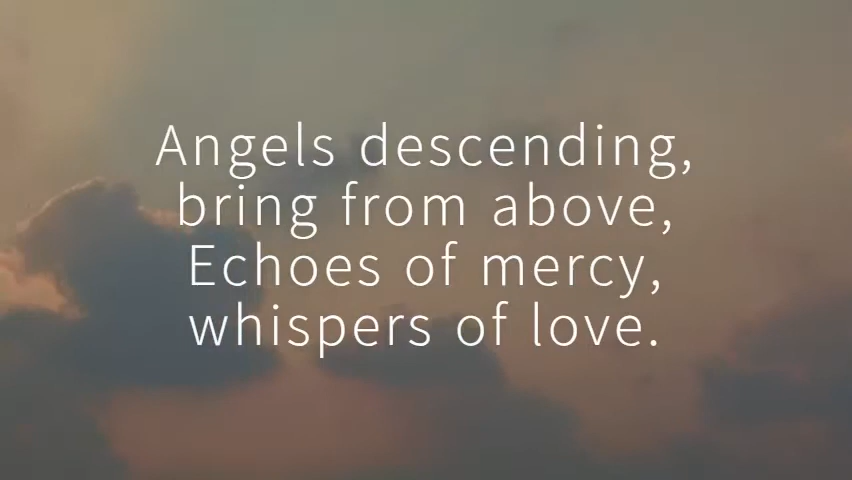 Angels descending,
bring from above,
Echoes of mercy,
whispers of love.